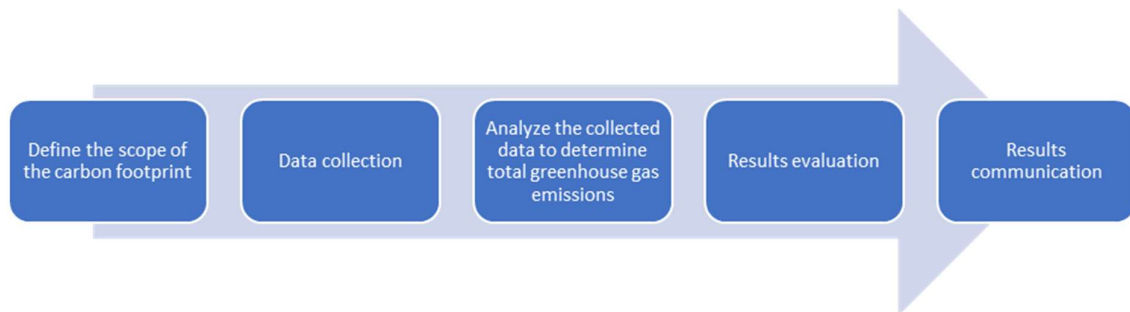 Define the scope of
the carbon footprint
Data collection
Analyze the collected
data to determine
total greenhouse gas
emissions
Results evaluation
Results
communication